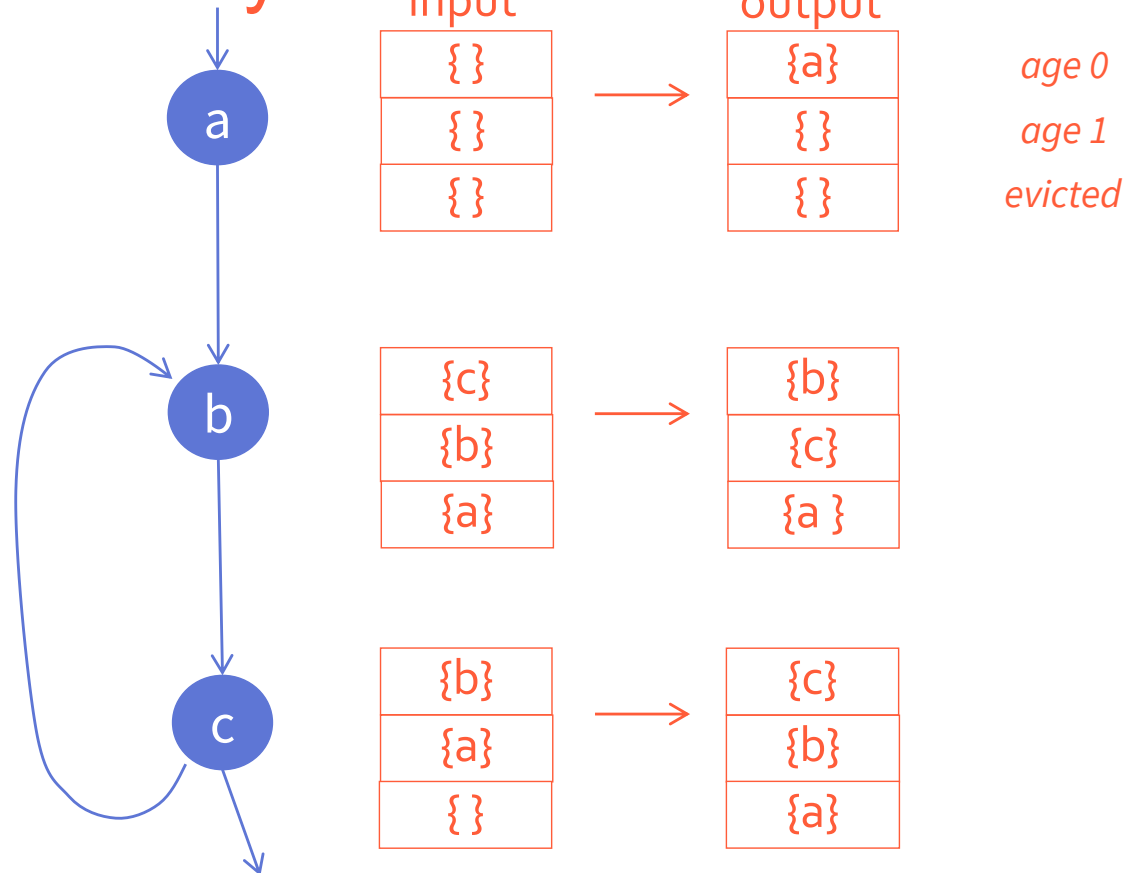 input output
a { } {a} age 0
{ } { } age 1
{ } { } evicted
{c} {b}
b {b} {c}
{a} {a }
{b} {c}
c {a} {b}
{ } {a}